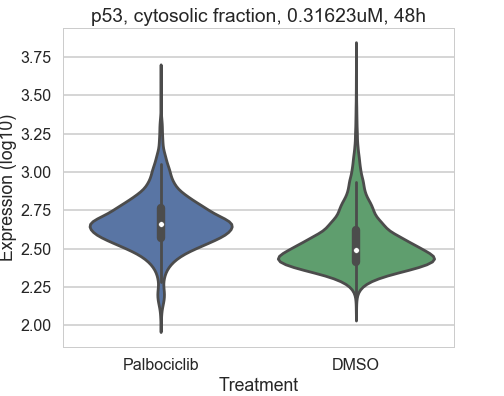 p53, cytosolic fraction, 0.31623uM, 48h
Expression (log10)
3.75
3.50
3.25
3.00
2.75
2.50
2.25
2.00
Palbociclib DMSO
Treatment